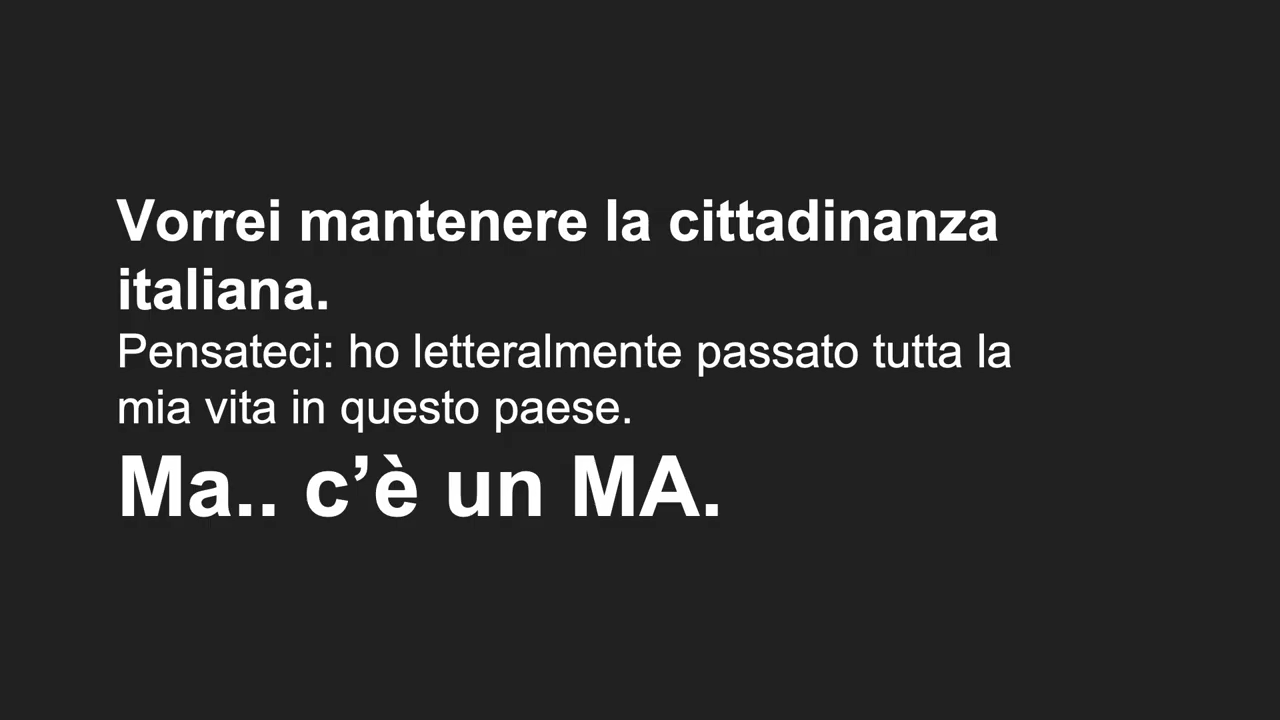 Vorrei mantenere la cittadinanza
italiana.
Pensateci: ho letteralmente passato tutta la
mia vita in questo paese.
Ma.. c’è un MA.